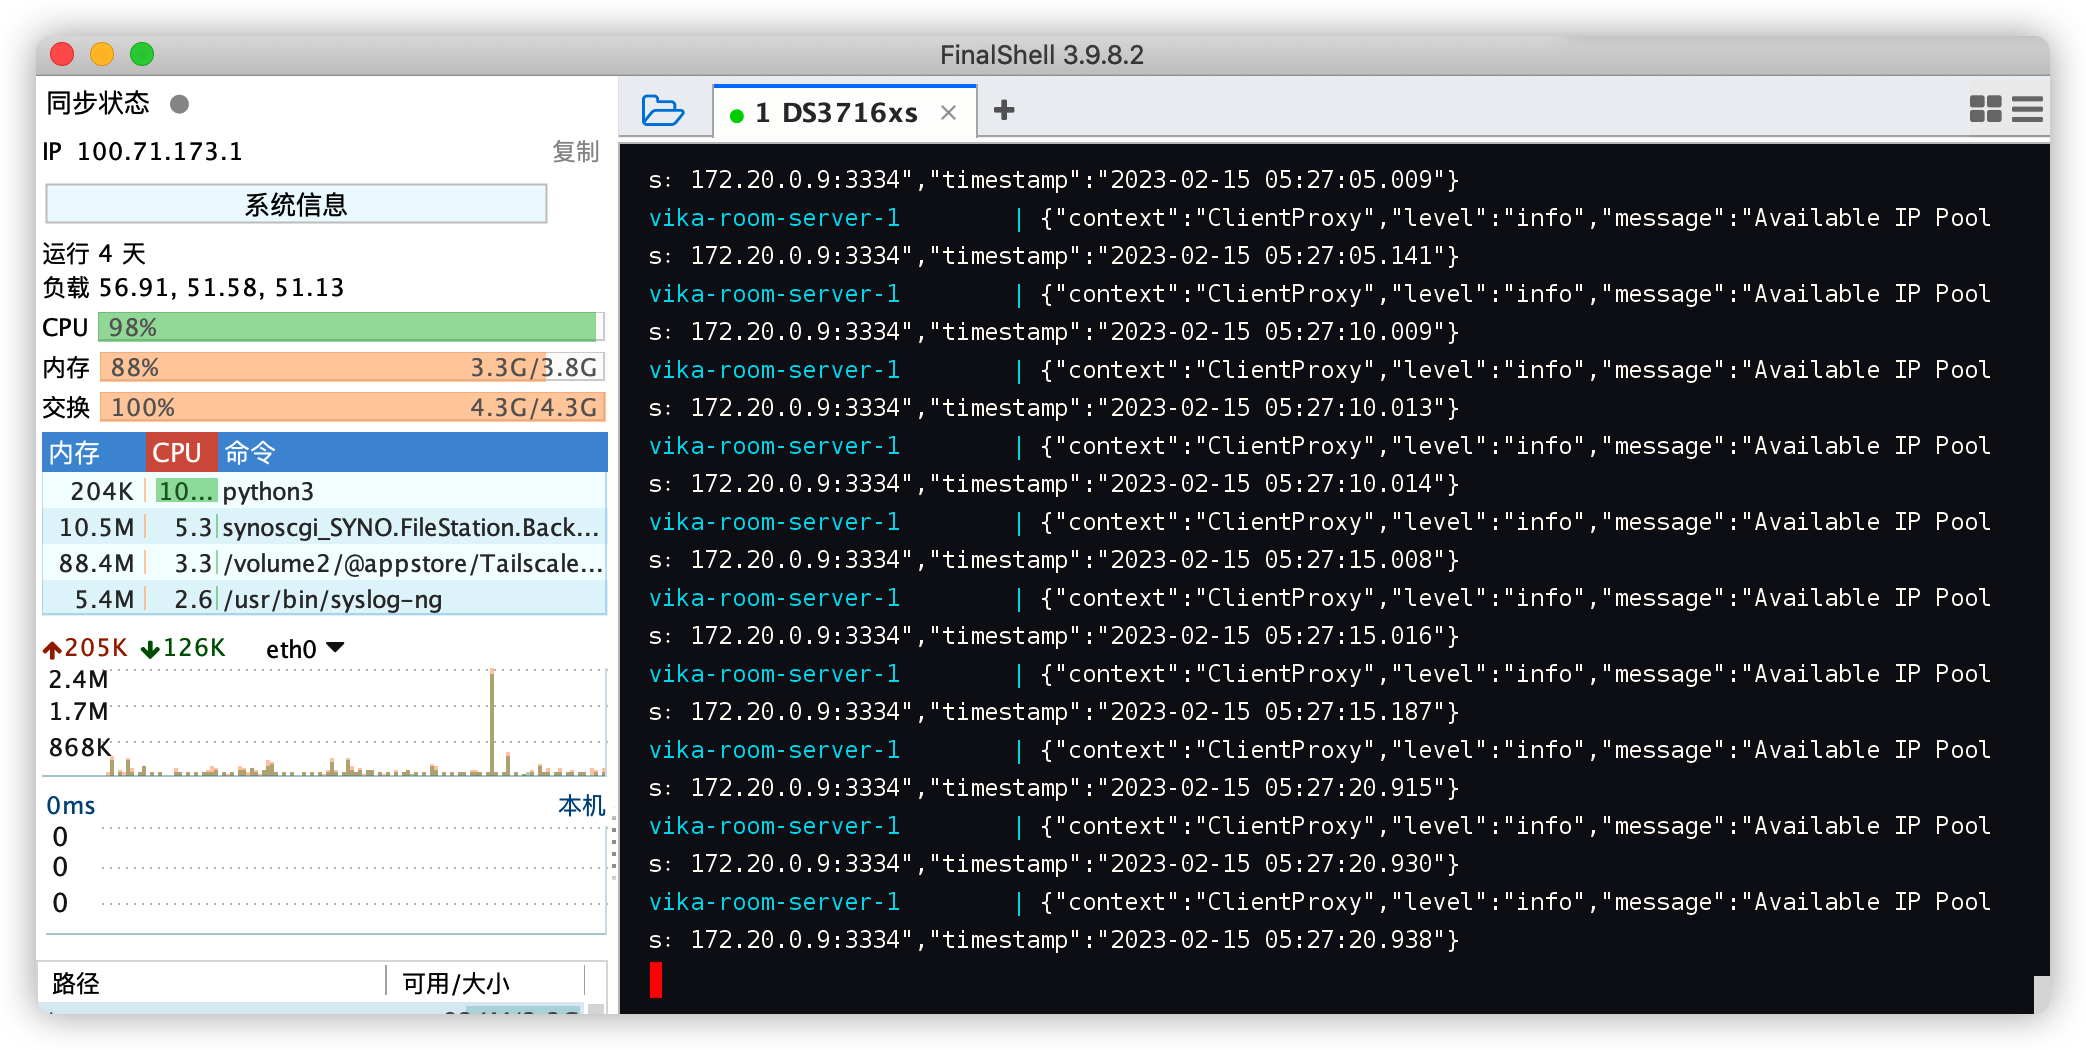 FinalShell 3.9.8.2
同步状态
IP 100.71.173.1
复制
系统信息
运行 4 天
负载 56.91, 51.58, 51.13
CPU 98%
内存 88% 3.3G/3.8G
交换 100% 4.3G/4.3G
内存 CPU 命令
204K 10... python3
10.5M 5.3 synoscgi_SYNO.FileStation.Back...
88.4M 3.3 /volume2/@appstore/Tailscale...
5.4M 2.6 /usr/bin/syslog-ng
205K 126K eth0
2.4M
1.7M
868K
0ms 本机
0
0
0
路径 可用/大小
1 DS3716xs
s: 172.20.0.9:3334","timestamp":"2023-02-15 05:27:05.009"}
vika-room-server-1 | {"context":"ClientProxy","level":"info","message":"Available IP Pool
s: 172.20.0.9:3334","timestamp":"2023-02-15 05:27:05.141"}
vika-room-server-1 | {"context":"ClientProxy","level":"info","message":"Available IP Pool
s: 172.20.0.9:3334","timestamp":"2023-02-15 05:27:10.009"}
vika-room-server-1 | {"context":"ClientProxy","level":"info","message":"Available IP Pool
s: 172.20.0.9:3334","timestamp":"2023-02-15 05:27:10.013"}
vika-room-server-1 | {"context":"ClientProxy","level":"info","message":"Available IP Pool
s: 172.20.0.9:3334","timestamp":"2023-02-15 05:27:10.014"}
vika-room-server-1 | {"context":"ClientProxy","level":"info","message":"Available IP Pool
s: 172.20.0.9:3334","timestamp":"2023-02-15 05:27:15.008"}
vika-room-server-1 | {"context":"ClientProxy","level":"info","message":"Available IP Pool
s: 172.20.0.9:3334","timestamp":"2023-02-15 05:27:15.016"}
vika-room-server-1 | {"context":"ClientProxy","level":"info","message":"Available IP Pool
s: 172.20.0.9:3334","timestamp":"2023-02-15 05:27:15.187"}
vika-room-server-1 | {"context":"ClientProxy","level":"info","message":"Available IP Pool
s: 172.20.0.9:3334","timestamp":"2023-02-15 05:27:20.915"}
vika-room-server-1 | {"context":"ClientProxy","level":"info","message":"Available IP Pool
s: 172.20.0.9:3334","timestamp":"2023-02-15 05:27:20.930"}
vika-room-server-1 | {"context":"ClientProxy","level":"info","message":"Available IP Pool
s: 172.20.0.9:3334","timestamp":"2023-02-15 05:27:20.938"}